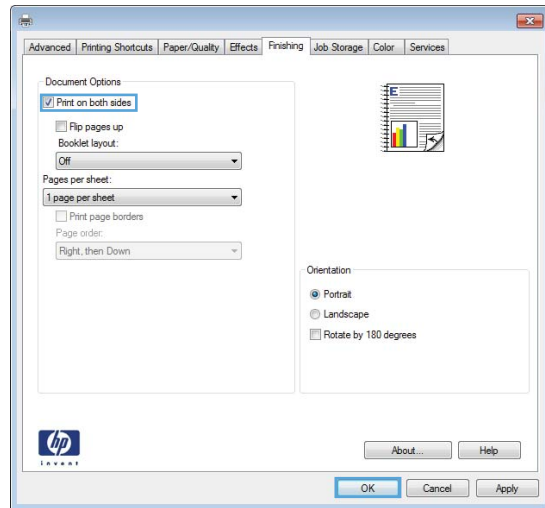 Advanced Printing Shortcuts Paper/Quality Effects Finishing Job Storage Color Services
Document Options
Print on both sides
Flip pages up
Booklet layout:
Off
Pages per sheet:
1 page per sheet
Print page borders
Page order:
Right, then Down
E
Orientation
Portrait
Landscape
Rotate by 180 degrees
hp
invent
About... Help
OK Cancel Apply